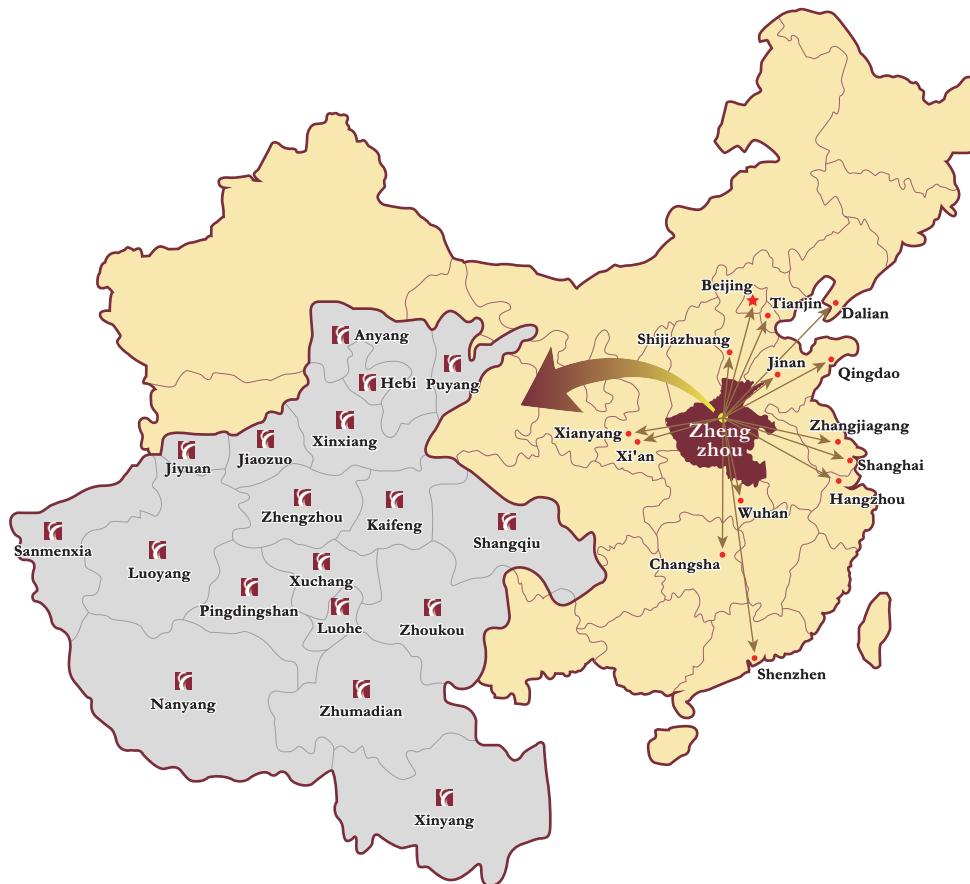 Beijing
Tianjin
Dalian
Shijiazhuang
Jinan
Qingdao
Anyang
Hebi
Puyang
Xinxiang
Jiyuan
Jiaozuo
Xianyang
Xi'an
Zheng
zhou
Zhangjiagang
Shanghai
Hangzhou
Wuhan
Changsha
Shenzhen
Zhengzhou
Kaifeng
Shangqiu
Sanmenxia
Luoyang
Xuchang
Pingdingshan
Luohe
Zhoukou
Nanyang
Zhumadian
Xinyang